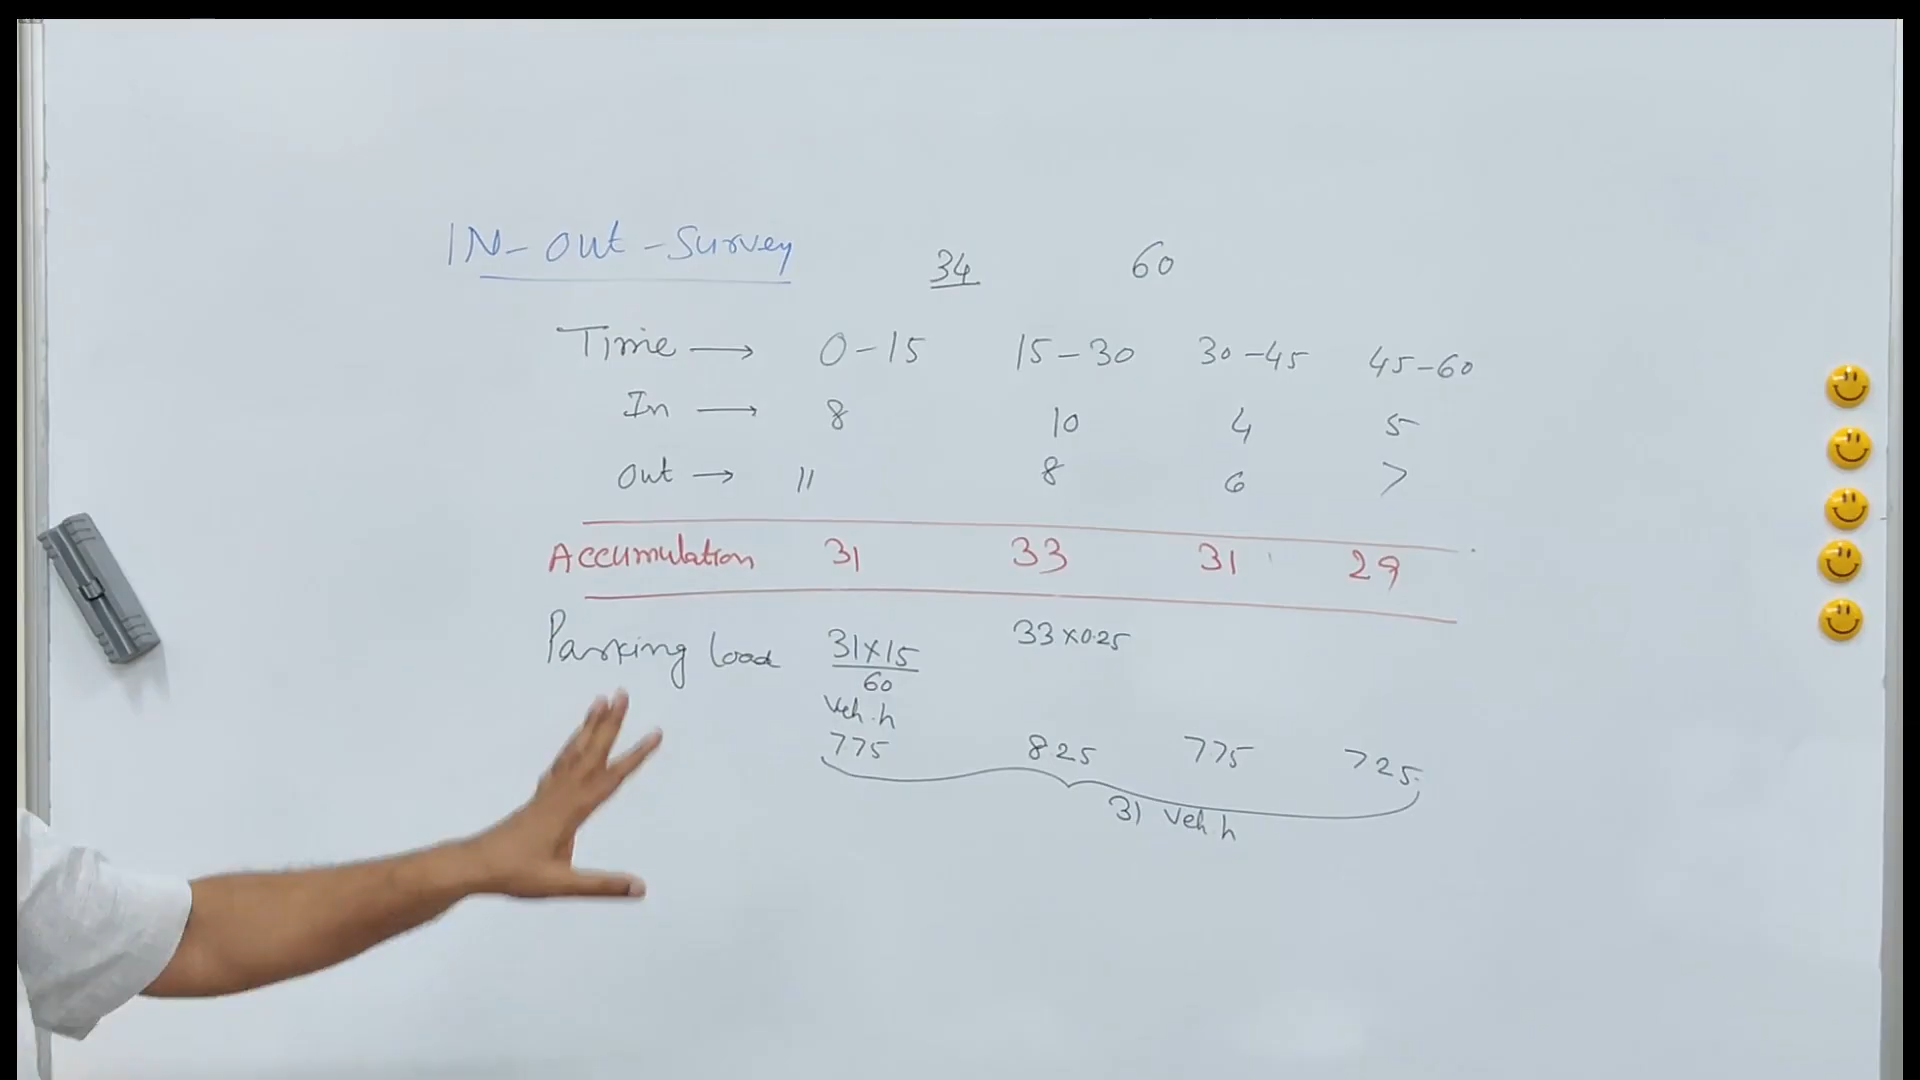 IN-OUT-Survey 34 60
Time → 0-15 15-30 30-45 45-60
In → 8 10 4 5
Out → 11 8 6 7
Accumulation 31 33 31 29
Parking load 31×15 33×0.25
60
Veh.h
775 825 775 725
31 Veh h